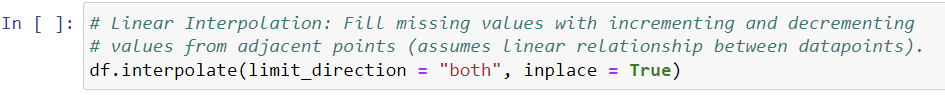 In [ ]: # Linear Interpolation: Fill missing values with incrementing and decrementing
# values from adjacent points (assumes linear relationship between datapoints).
df.interpolate(limit_direction = "both", inplace = True)